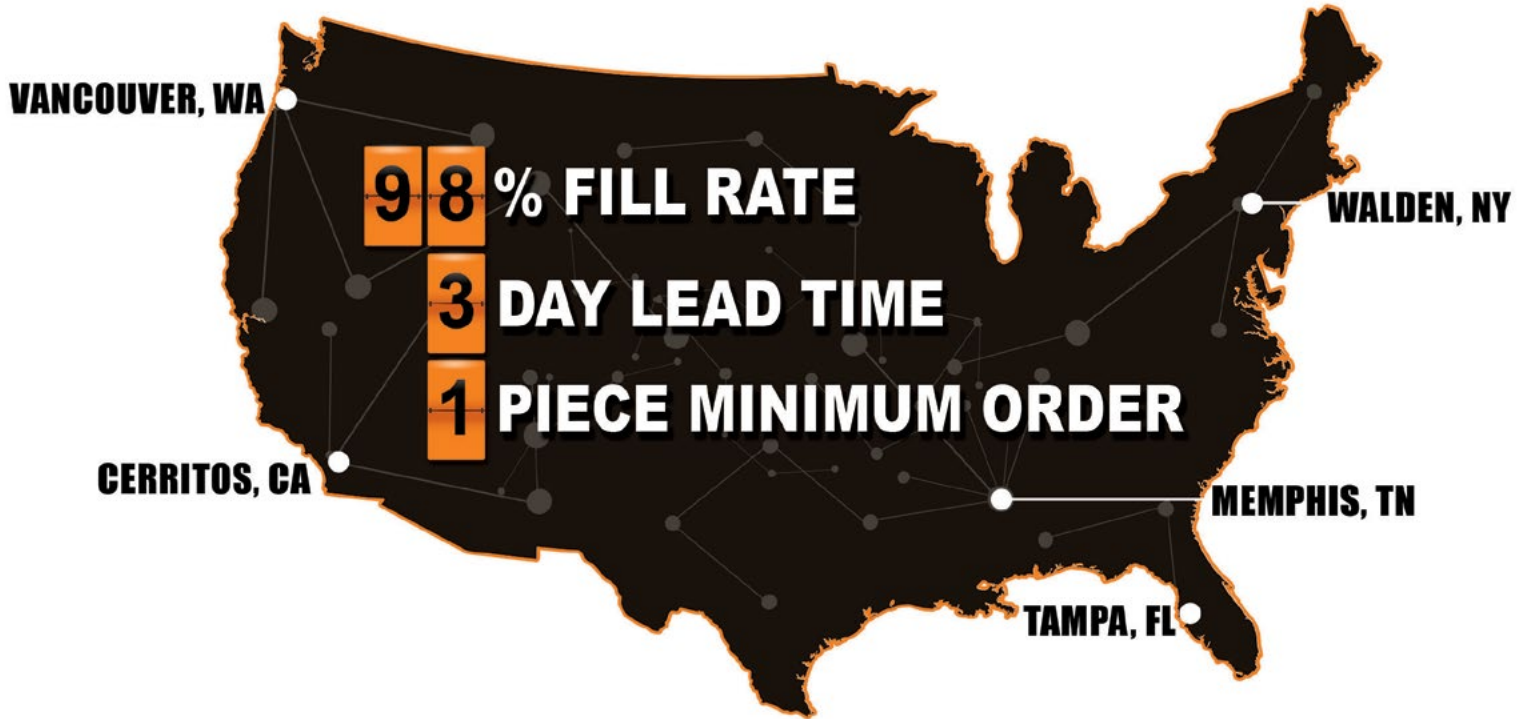 VANCOUVER, WA
98% FILL RATE
WALDEN, NY
3 DAY LEAD TIME
1 PIECE MINIMUM ORDER
CERRITOS, CA
MEMPHIS, TN
TAMPA, FL